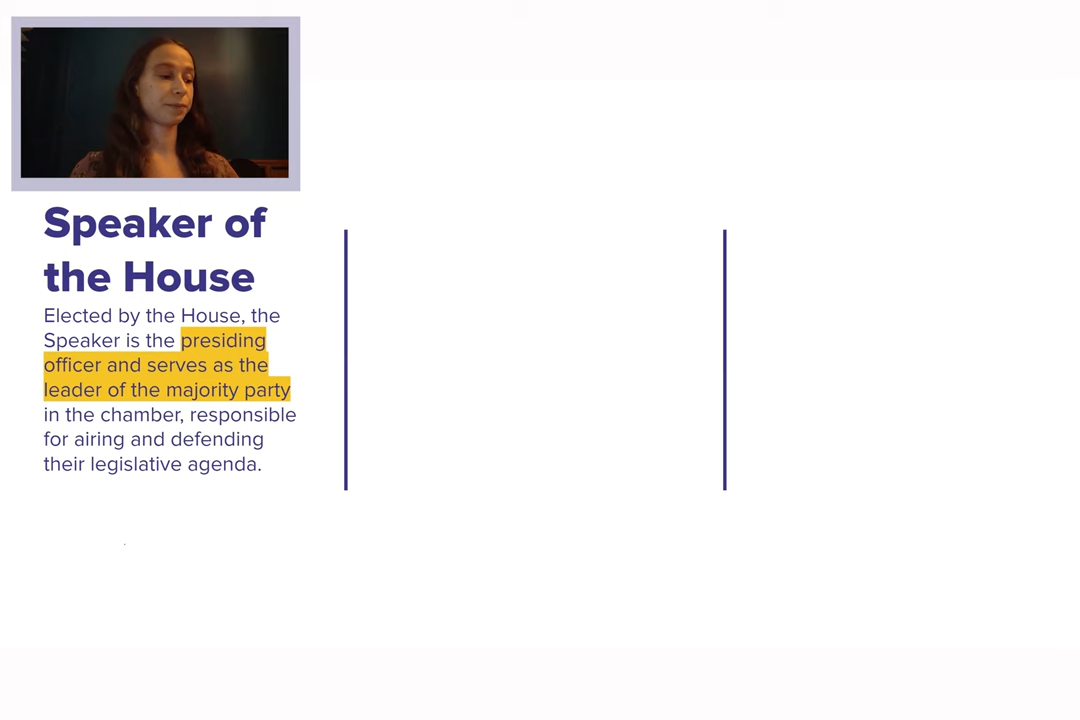 Speaker of
the House
Elected by the House, the
Speaker is the presiding
officer and serves as the
leader of the majority party
in the chamber, responsible
for airing and defending
their legislative agenda.